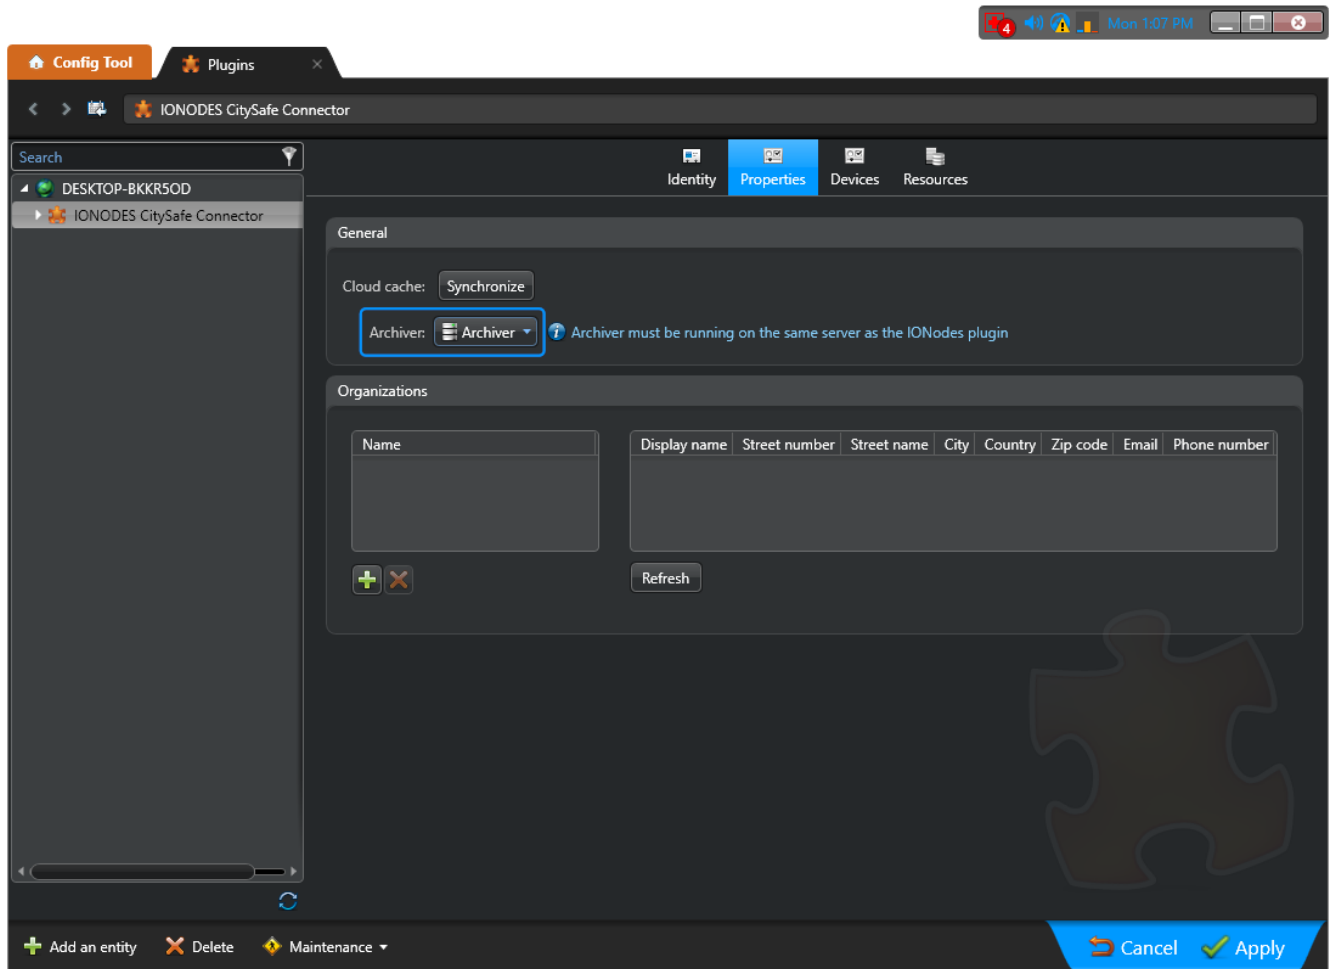 4 Mon 1:07 PM
Config Tool Plugins
IONODES CitySafe Connector
Search
DESKTOP-BKKR5OD
IONODES CitySafe Connector
Identity Properties Devices Resources
General
Cloud cache: Synchronize
Archiver: Archiver Archiver must be running on the same server as the IONodes plugin
Organizations
Name
Display name Street number Street name City Country Zip code Email Phone number
Refresh
Add an entity Delete Maintenance
Cancel Apply